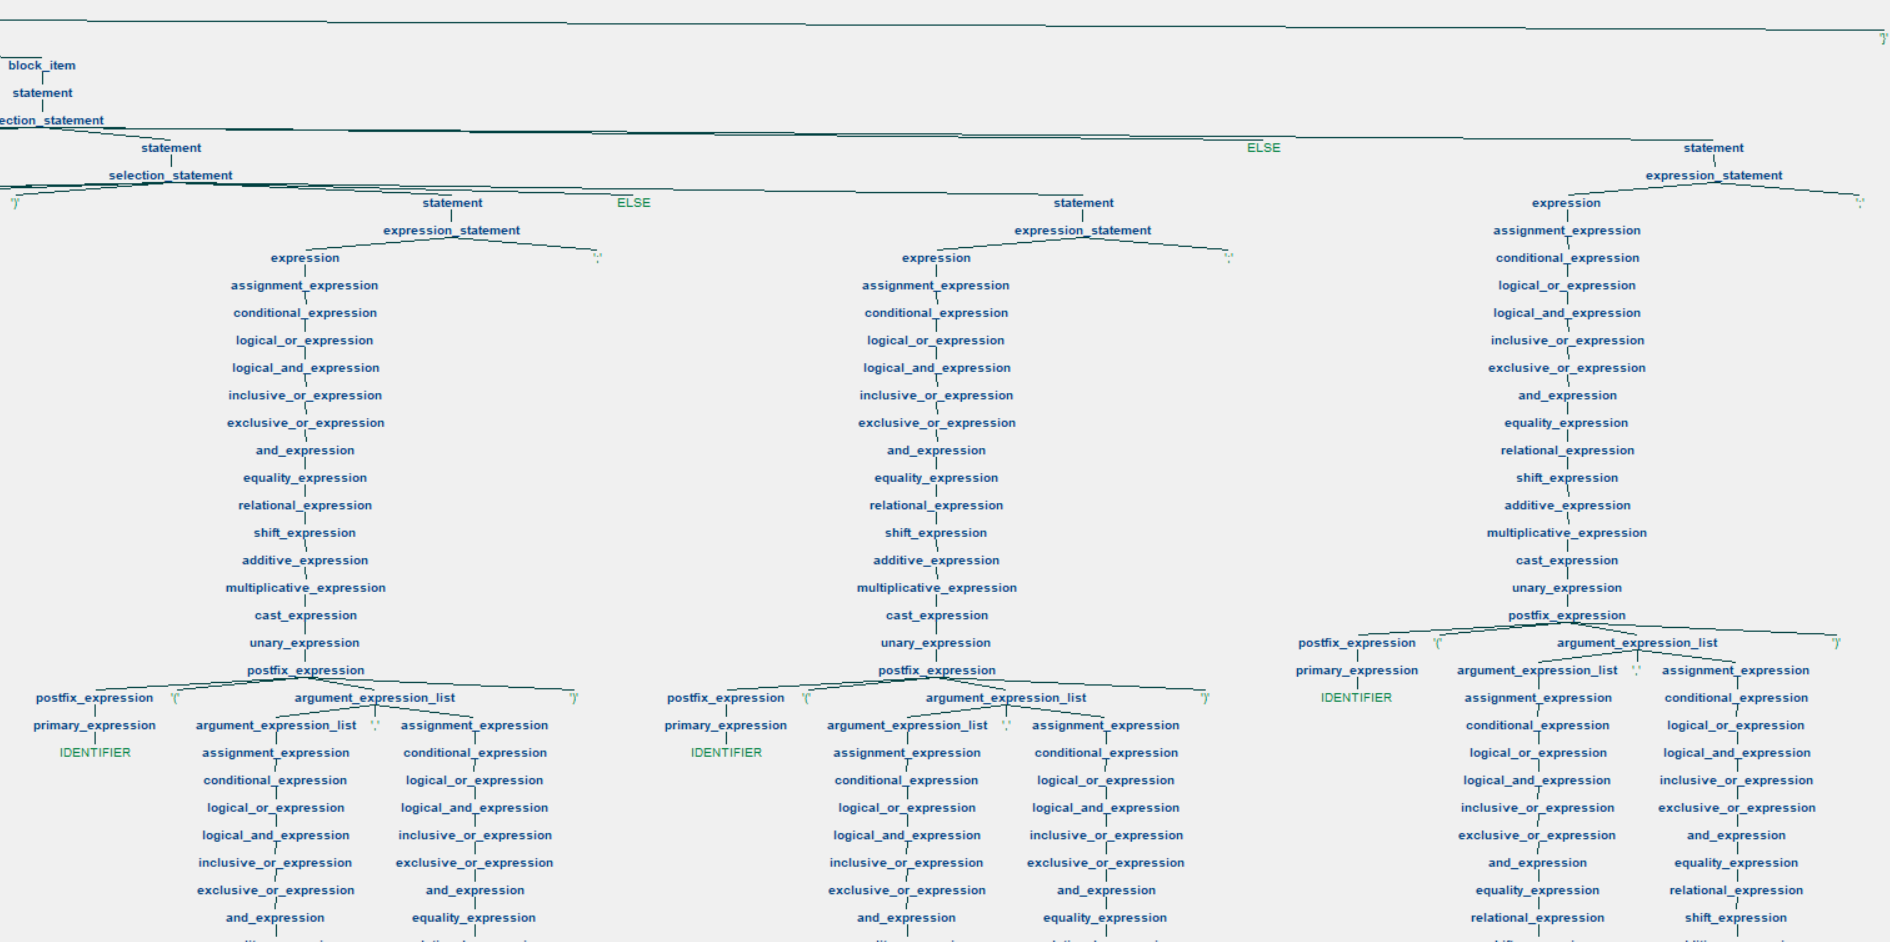 '}'
block_item
statement
ection_statement
statement ELSE statement
selection_statement expression_statement
')' statement ELSE statement expression ';'
expression_statement expression_statement assignment_expression
expression ';' expression ';' conditional_expression
assignment_expression assignment_expression logical_or_expression
conditional_expression conditional_expression logical_and_expression
logical_or_expression logical_or_expression inclusive_or_expression
logical_and_expression logical_and_expression exclusive_or_expression
inclusive_or_expression inclusive_or_expression and_expression
exclusive_or_expression exclusive_or_expression equality_expression
and_expression and_expression relational_expression
equality_expression equality_expression shift_expression
relational_expression relational_expression additive_expression
shift_expression shift_expression multiplicative_expression
additive_expression additive_expression cast_expression
multiplicative_expression multiplicative_expression unary_expression
cast_expression cast_expression postfix_expression
unary_expression unary_expression postfix_expression '(' argument_expression_list ')'
postfix_expression postfix_expression primary_expression argument_expression_list ',' assignment_expression
postfix_expression '(' argument_expression_list ')' postfix_expression '(' argument_expression_list ')' IDENTIFIER assignment_expression conditional_expression
primary_expression argument_expression_list ',' assignment_expression primary_expression argument_expression_list ',' assignment_expression conditional_expression logical_or_expression
IDENTIFIER assignment_expression conditional_expression IDENTIFIER assignment_expression conditional_expression logical_or_expression logical_and_expression
conditional_expression logical_or_expression conditional_expression logical_or_expression logical_and_expression inclusive_or_expression
logical_or_expression logical_and_expression logical_or_expression logical_and_expression inclusive_or_expression exclusive_or_expression
logical_and_expression inclusive_or_expression logical_and_expression inclusive_or_expression exclusive_or_expression and_expression
inclusive_or_expression exclusive_or_expression inclusive_or_expression exclusive_or_expression and_expression equality_expression
exclusive_or_expression and_expression exclusive_or_expression and_expression equality_expression relational_expression
and_expression equality_expression and_expression equality_expression relational_expression shift_expression